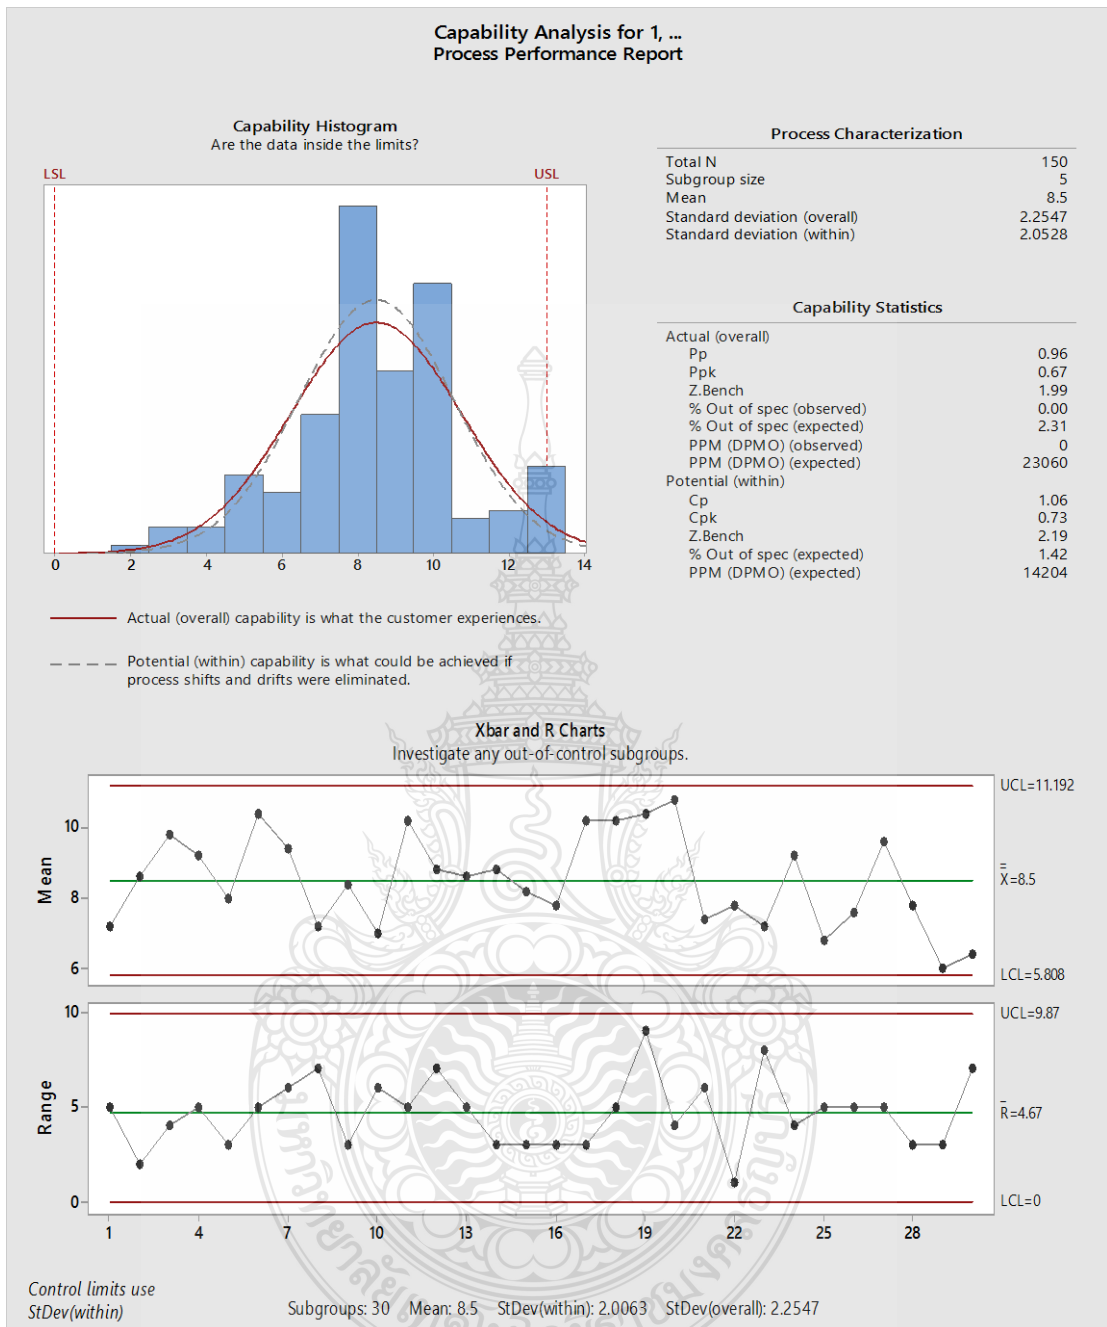 Capability Analysis for 1, ...
Process Performance Report
Capability Histogram
Are the data inside the limits?
LSL
USL
0 2 4 6 8 10 12 14
Actual (overall) capability is what the customer experiences.
Potential (within) capability is what could be achieved if
process shifts and drifts were eliminated.
Process Characterization
Total N 150
Subgroup size 5
Mean 8.5
Standard deviation (overall) 2.2547
Standard deviation (within) 2.0528
Capability Statistics
Actual (overall)
Pp 0.96
Ppk 0.67
Z.Bench 1.99
% Out of spec (observed) 0.00
% Out of spec (expected) 2.31
PPM (DPMO) (observed) 0
PPM (DPMO) (expected) 23060
Potential (within)
Cp 1.06
Cpk 0.73
Z.Bench 2.19
% Out of spec (expected) 1.42
PPM (DPMO) (expected) 14204
Xbar and R Charts
Investigate any out-of-control subgroups.
Mean
10
8
6
UCL=11.192
X̿=8.5
LCL=5.808
Range
10
5
0
UCL=9.87
R̄=4.67
LCL=0
1 4 7 10 13 16 19 22 25 28
Control limits use
StDev(within)
Subgroups: 30 Mean: 8.5 StDev(within): 2.0063 StDev(overall): 2.2547